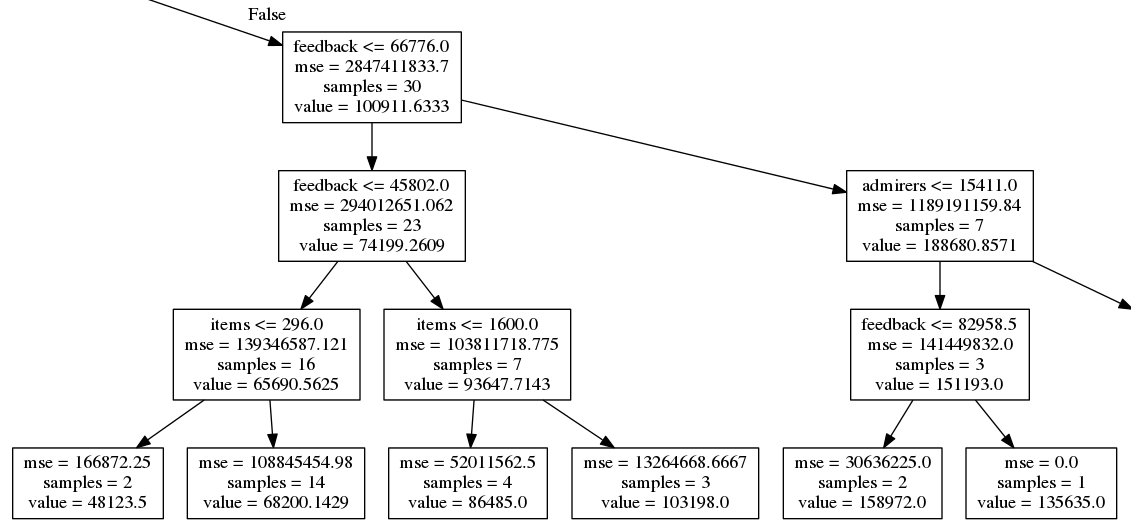 False
feedback <= 66776.0
mse = 2847411833.7
samples = 30
value = 100911.6333
feedback <= 45802.0
mse = 294012651.062
samples = 23
value = 74199.2609
admirers <= 15411.0
mse = 1189191159.84
samples = 7
value = 188680.8571
items <= 296.0
mse = 139346587.121
samples = 16
value = 65690.5625
items <= 1600.0
mse = 103811718.775
samples = 7
value = 93647.7143
feedback <= 82958.5
mse = 141449832.0
samples = 3
value = 151193.0
mse = 166872.25
samples = 2
value = 48123.5
mse = 108845454.98
samples = 14
value = 68200.1429
mse = 52011562.5
samples = 4
value = 86485.0
mse = 13264668.6667
samples = 3
value = 103198.0
mse = 30636225.0
samples = 2
value = 158972.0
mse = 0.0
samples = 1
value = 135635.0